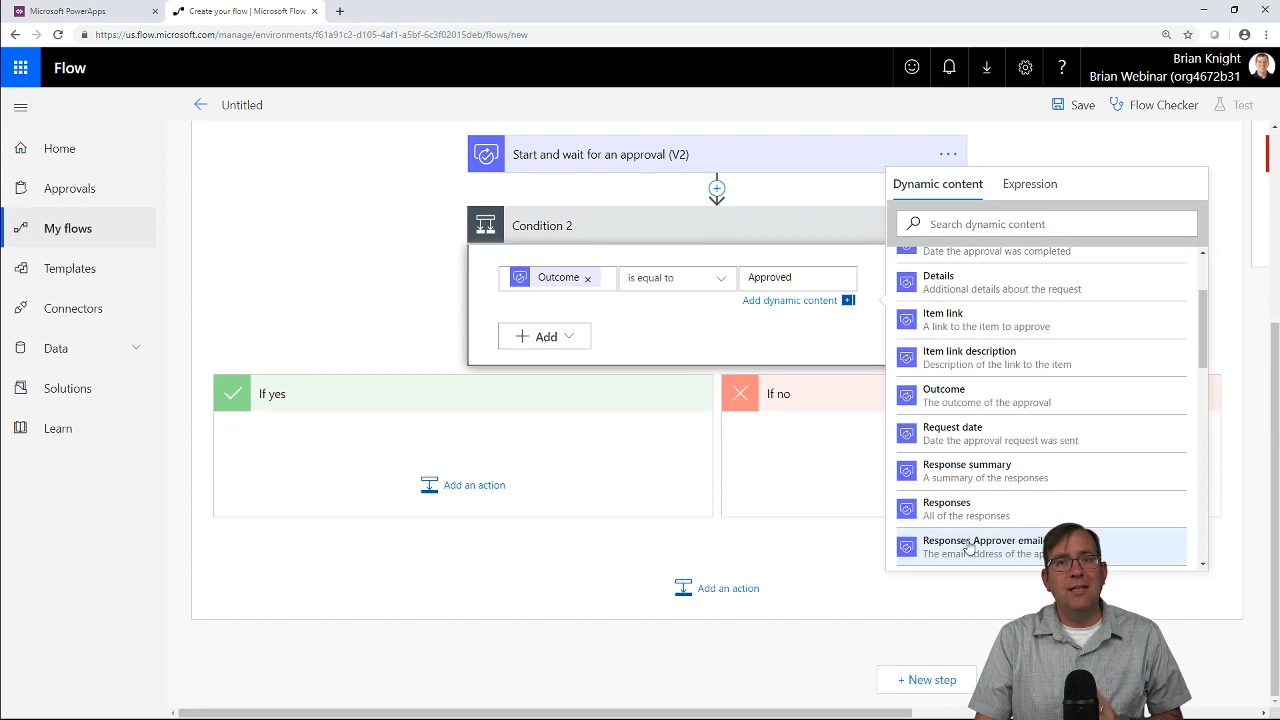 Microsoft PowerApps
Create your flow | Microsoft Flow
https://us.flow.microsoft.com/manage/environments/f61a91c2-d105-4af1-a5bf-6c3f02015deb/flows/new
Flow
Brian Knight
Brian Webinar (org4672b31
Untitled
Save
Flow Checker
Test
Home
Approvals
My flows
Templates
Connectors
Data
Solutions
Learn
Start and wait for an approval (V2)
Condition 2
Outcome
is equal to
Approved
Add dynamic content
Add
If yes
If no
Add an action
Add an action
+ New step
Dynamic content
Expression
Search dynamic content
Date the approval was completed
Details
Additional details about the request
Item link
A link to the item to approve
Item link description
Description of the link to the item
Outcome
The outcome of the approval
Request date
Date the approval request was sent
Response summary
A summary of the responses
Responses
All of the responses
Responses Approver email
The email address of the